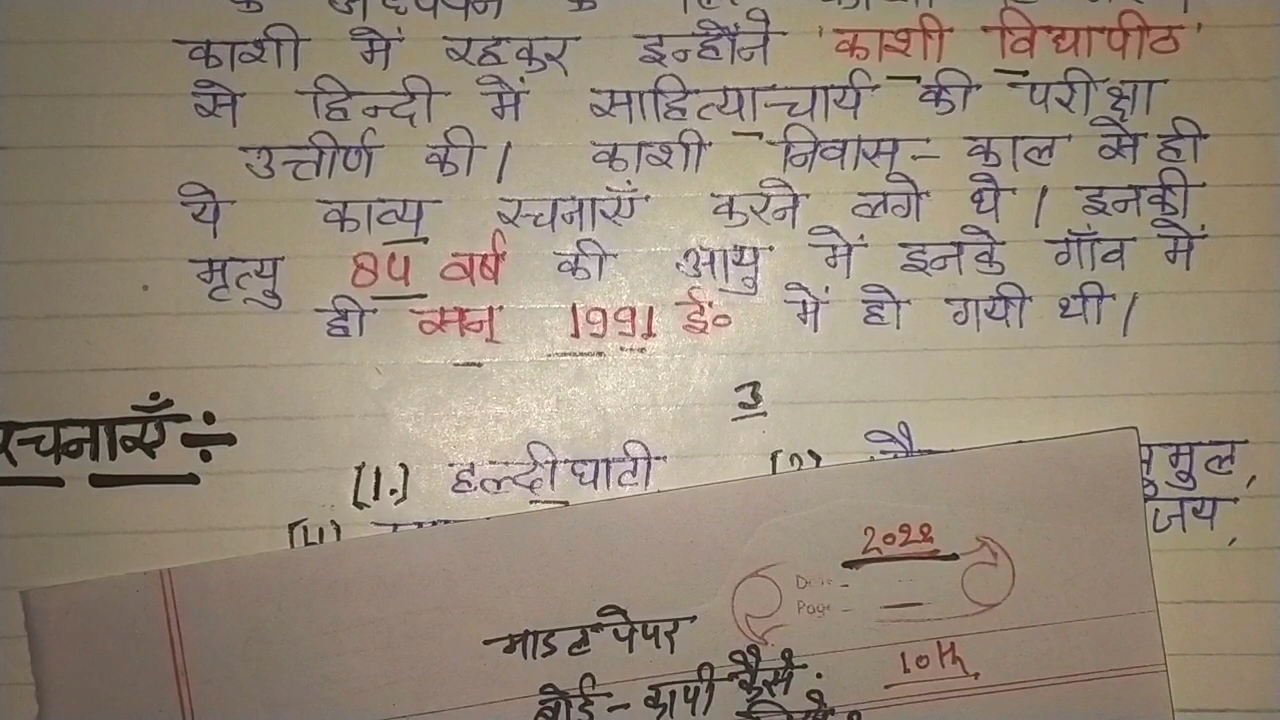 काशी में रहकर इन्होंने 'काशी विद्यापीठ'
से हिन्दी में साहित्याचार्य की परीक्षा
उत्तीर्ण की। काशी निवास-काल से ही
ये काव्य रचनाएँ करने लगे थे। इनकी
मृत्यु 84 वर्ष की आयु में इनके गाँव में
ही सन् 1991 ई० में हो गयी थी।
3
रचनाएँ:-
(1.) हल्दीघाटी
जय,
2022
Page -
माडल पेपर
बोर्ड-कापी कैसे
10th